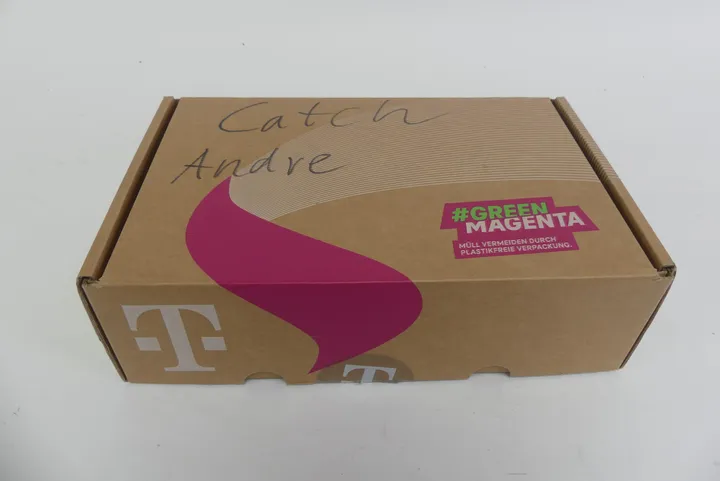 Catch
Andre
#GREEN
MAGENTA
MÜLL VERMEIDEN DURCH
PLASTIKFREIE VERPACKUNG.
T
T